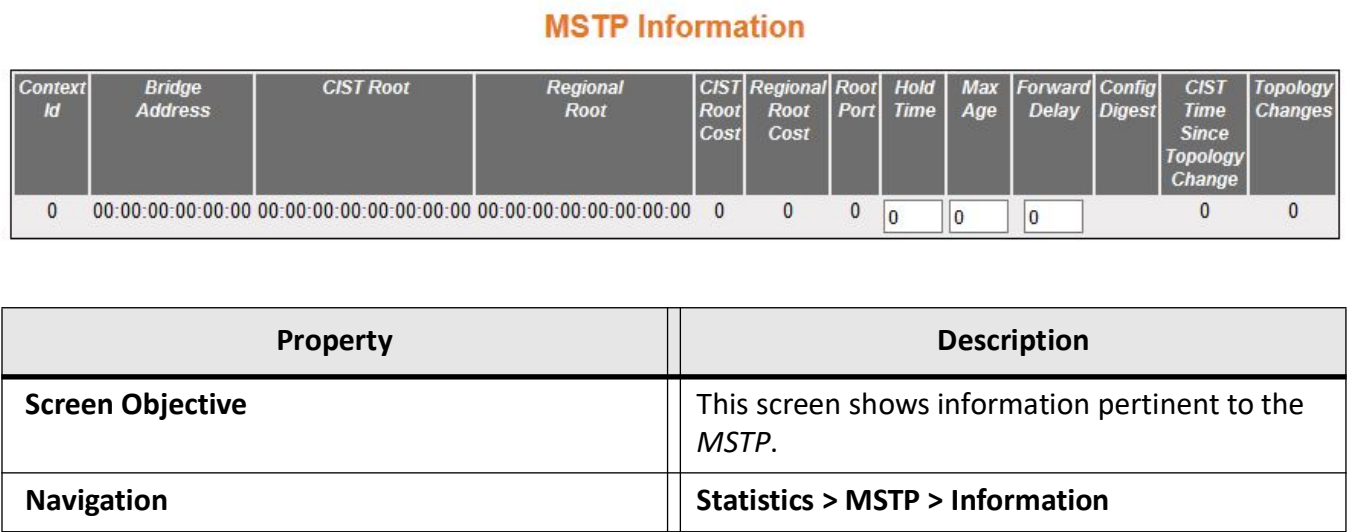 MSTP Information
Context Id Bridge Address CIST Root Regional Root CIST Root Cost Regional Root Cost Root Port Hold Time Max Age Forward Delay Config Digest CIST Time Since Topology Change Topology Changes
0 00:00:00:00:00:00 00:00:00:00:00:00:00:00 00:00:00:00:00:00:00:00 0 0 0 0 0 0 0 0
Property Description
Screen Objective This screen shows information pertinent to the
MSTP.
Navigation Statistics > MSTP > Information